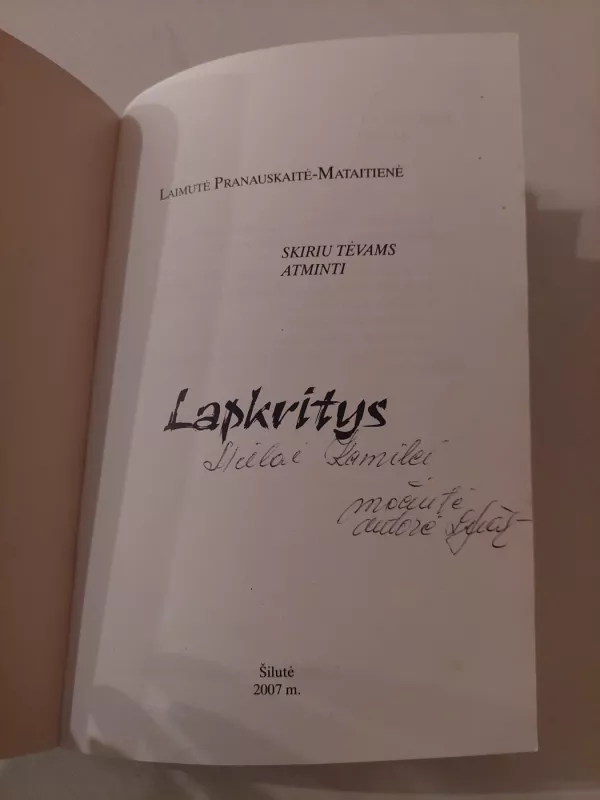 LAIMUTĖ PRANAUSKAITĖ-MATAITIENĖ
SKIRIU TĖVAMS
ATMINTI
Lapkritys
Mielai Kamilei
močiutė
autorė
Šilutė
2007 m.